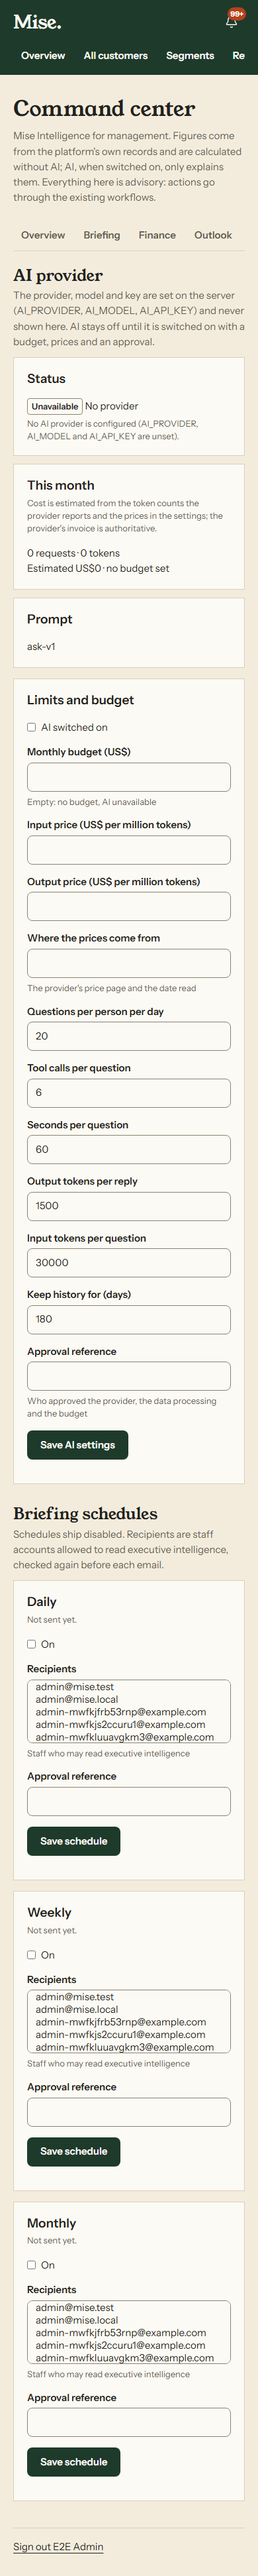 Mise.
99+
Overview All customers Segments Re
Command center
Mise Intelligence for management. Figures come
from the platform's own records and are calculated
without AI; AI, when switched on, only explains
them. Everything here is advisory: actions go
through the existing workflows.
Overview Briefing Finance Outlook
AI provider
The provider, model and key are set on the server
(AI_PROVIDER, AI_MODEL, AI_API_KEY) and never
shown here. AI stays off until it is switched on with a
budget, prices and an approval.
Status
Unavailable No provider
No AI provider is configured (AI_PROVIDER,
AI_MODEL and AI_API_KEY are unset).
This month
Cost is estimated from the token counts the
provider reports and the prices in the settings; the
provider's invoice is authoritative.
0 requests · 0 tokens
Estimated US$0 · no budget set
Prompt
ask-v1
Limits and budget
AI switched on
Monthly budget (US$)
Empty: no budget, AI unavailable
Input price (US$ per million tokens)
Output price (US$ per million tokens)
Where the prices come from
The provider's price page and the date read
Questions per person per day
20
Tool calls per question
6
Seconds per question
60
Output tokens per reply
1500
Input tokens per question
30000
Keep history for (days)
180
Approval reference
Who approved the provider, the data processing
and the budget
Save AI settings
Briefing schedules
Schedules ship disabled. Recipients are staff
accounts allowed to read executive intelligence,
checked again before each email.
Daily
Not sent yet.
On
Recipients
admin@mise.test
admin@mise.local
admin-mwfkjfrb53rnp@example.com
admin-mwfkjs2ccuru1@example.com
admin-mwfkluuavgkm3@example.com
Staff who may read executive intelligence
Approval reference
Save schedule
Weekly
Not sent yet.
On
Recipients
admin@mise.test
admin@mise.local
admin-mwfkjfrb53rnp@example.com
admin-mwfkjs2ccuru1@example.com
admin-mwfkluuavgkm3@example.com
Staff who may read executive intelligence
Approval reference
Save schedule
Monthly
Not sent yet.
On
Recipients
admin@mise.test
admin@mise.local
admin-mwfkjfrb53rnp@example.com
admin-mwfkjs2ccuru1@example.com
admin-mwfkluuavgkm3@example.com
Staff who may read executive intelligence
Approval reference
Save schedule
Sign out E2E Admin